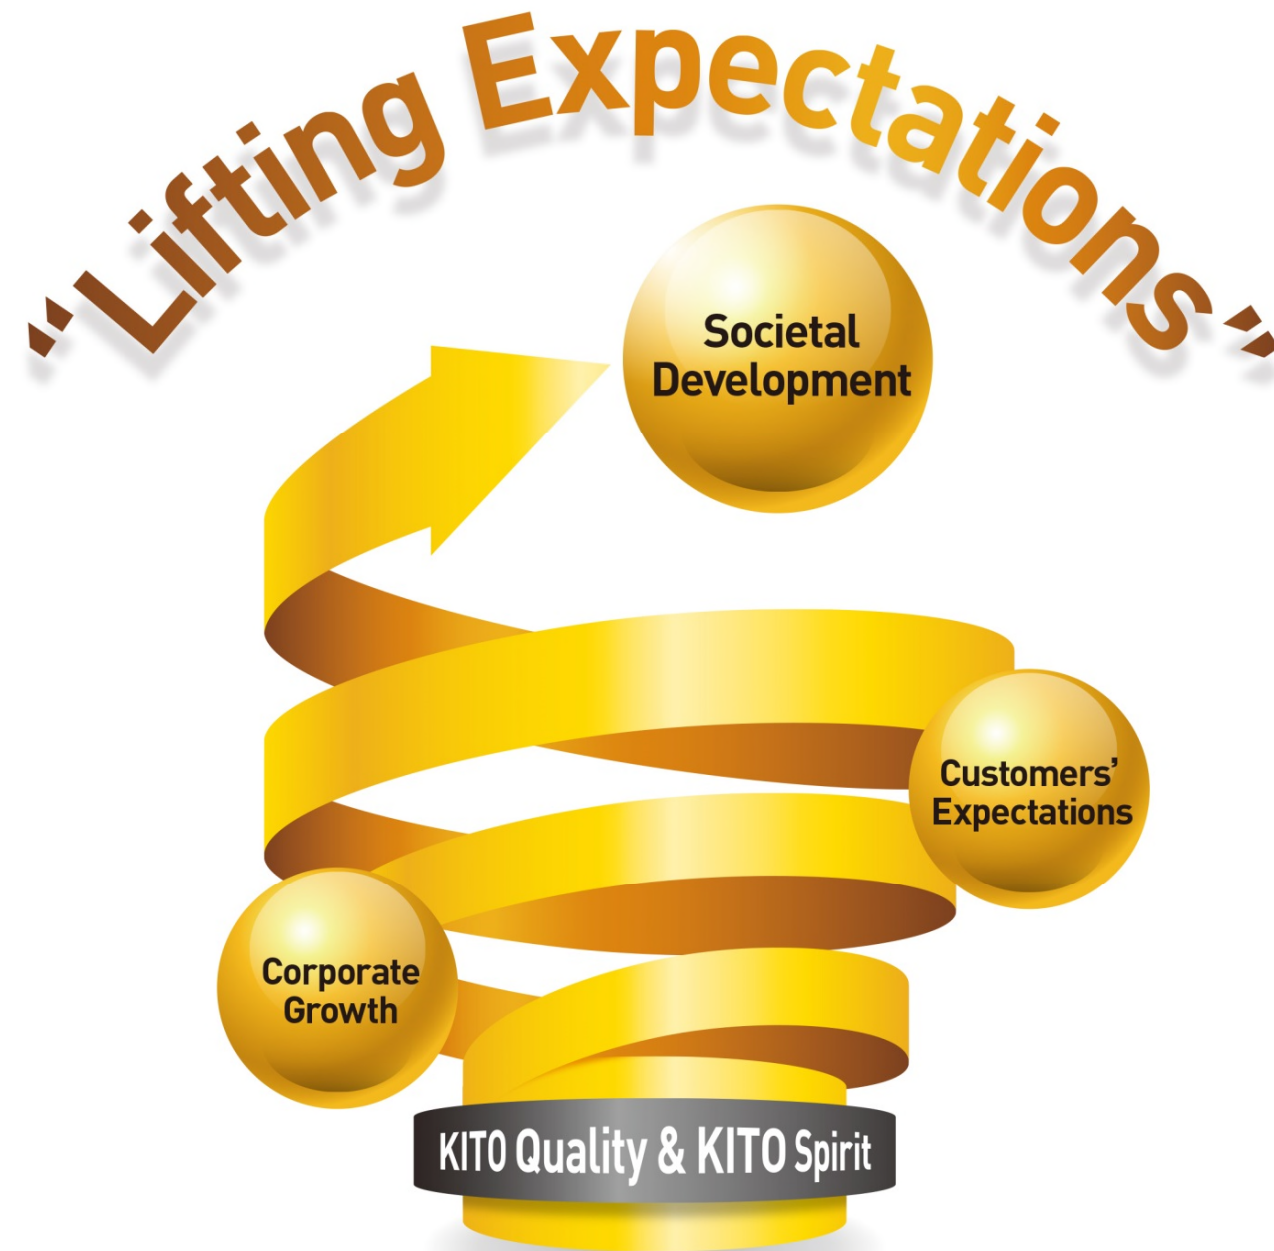 “Lifting Expectations”
Societal
Development
Customers’
Expectations
Corporate
Growth
KITO Quality & KITO Spirit